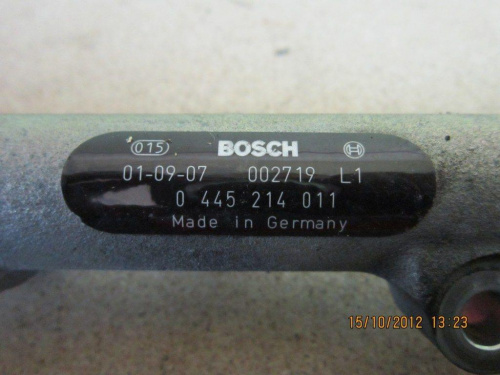 015 BOSCH
01-09-07 002719 L1
0 445 214 011
Made in Germany
15/10/2012 13:23